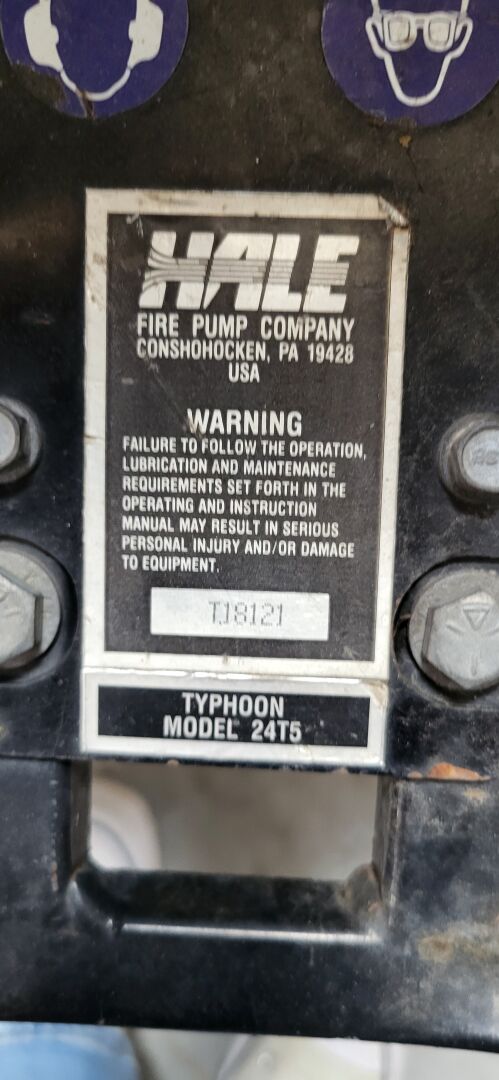 HALE
FIRE PUMP COMPANY
CONSHOHOCKEN, PA 19428
USA
WARNING
FAILURE TO FOLLOW THE OPERATION,
LUBRICATION AND MAINTENANCE
REQUIREMENTS SET FORTH IN THE
OPERATING AND INSTRUCTION
MANUAL MAY RESULT IN SERIOUS
PERSONAL INJURY AND/OR DAMAGE
TO EQUIPMENT.
TJ8121
TYPHOON
MODEL 24T5